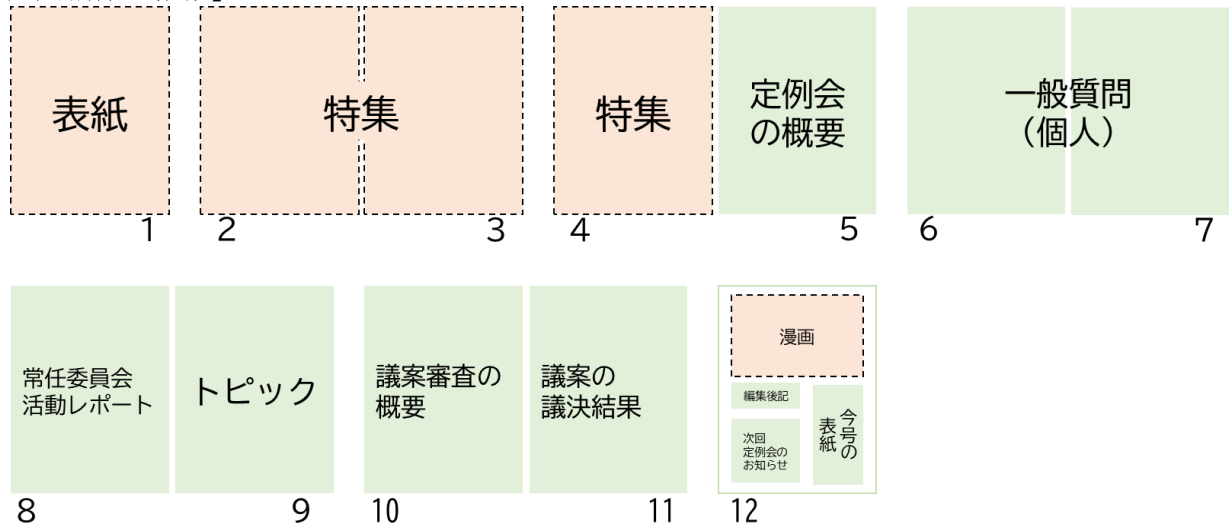 表紙
特集
特集
定例会
の概要
一般質問
（個人）
1
2
3
4
5
6
7
常任委員会
活動レポート
トピック
議案審査の
概要
議案の
議決結果
漫画
編集後記
次回
定例会の
お知らせ
今号の
表紙
8
9
10
11
12